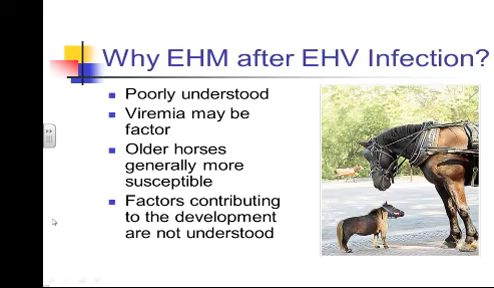 Why EHM after EHV Infection?
Poorly understood
Viremia may be
factor
Older horses
generally more
susceptible
Factors contributing
to the development
are not understood